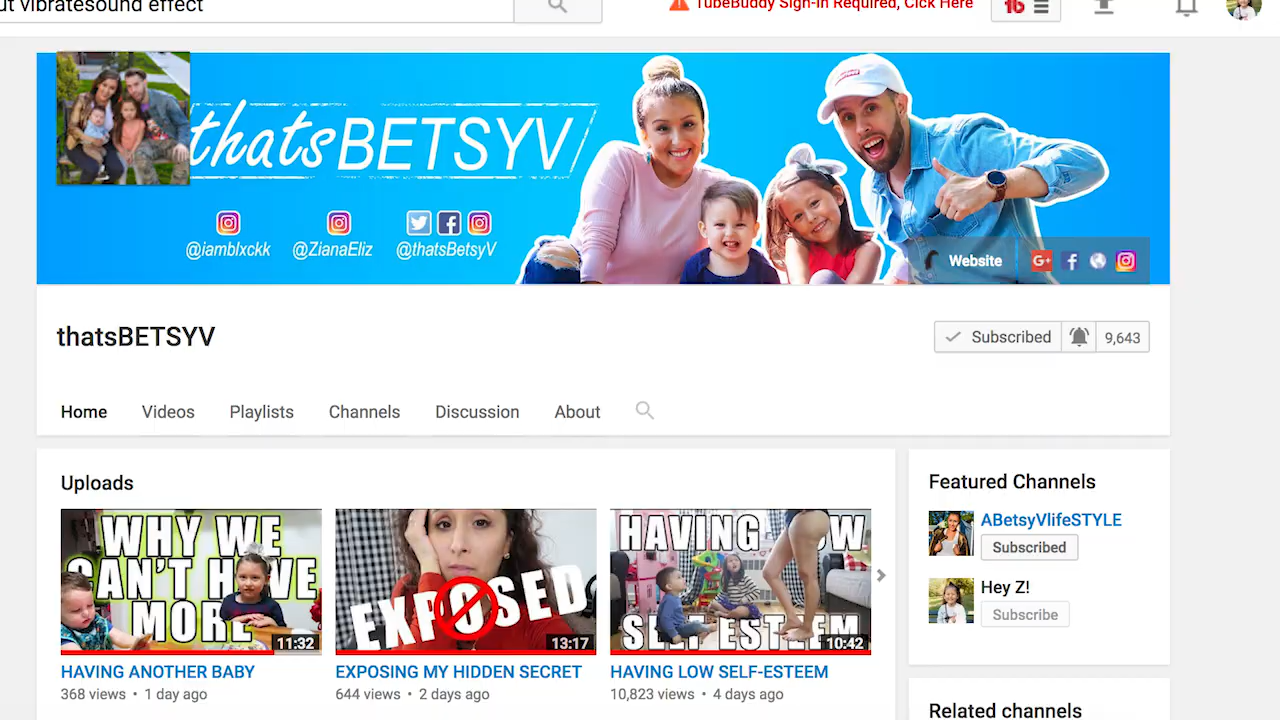 ut vibratesound effect
TubeBuddy Sign-in Required, Click Here
16
thatsBETSYV
@iamblxckk
@ZianaEliz
@thatsBetsyV
Website
G+
thatsBETSYV
Subscribed
9,643
Home
Videos
Playlists
Channels
Discussion
About
Uploads
WHY WE
CAN'T HAVE
MORE
11:32
HAVING ANOTHER BABY
368 views • 1 day ago
EXPOSED
13:17
EXPOSING MY HIDDEN SECRET
644 views • 2 days ago
HAVING LOW
SELF ESTEEM
10:42
HAVING LOW SELF-ESTEEM
10,823 views • 4 days ago
Featured Channels
ABetsyVlifeSTYLE
Subscribed
Hey Z!
Subscribe
Related channels